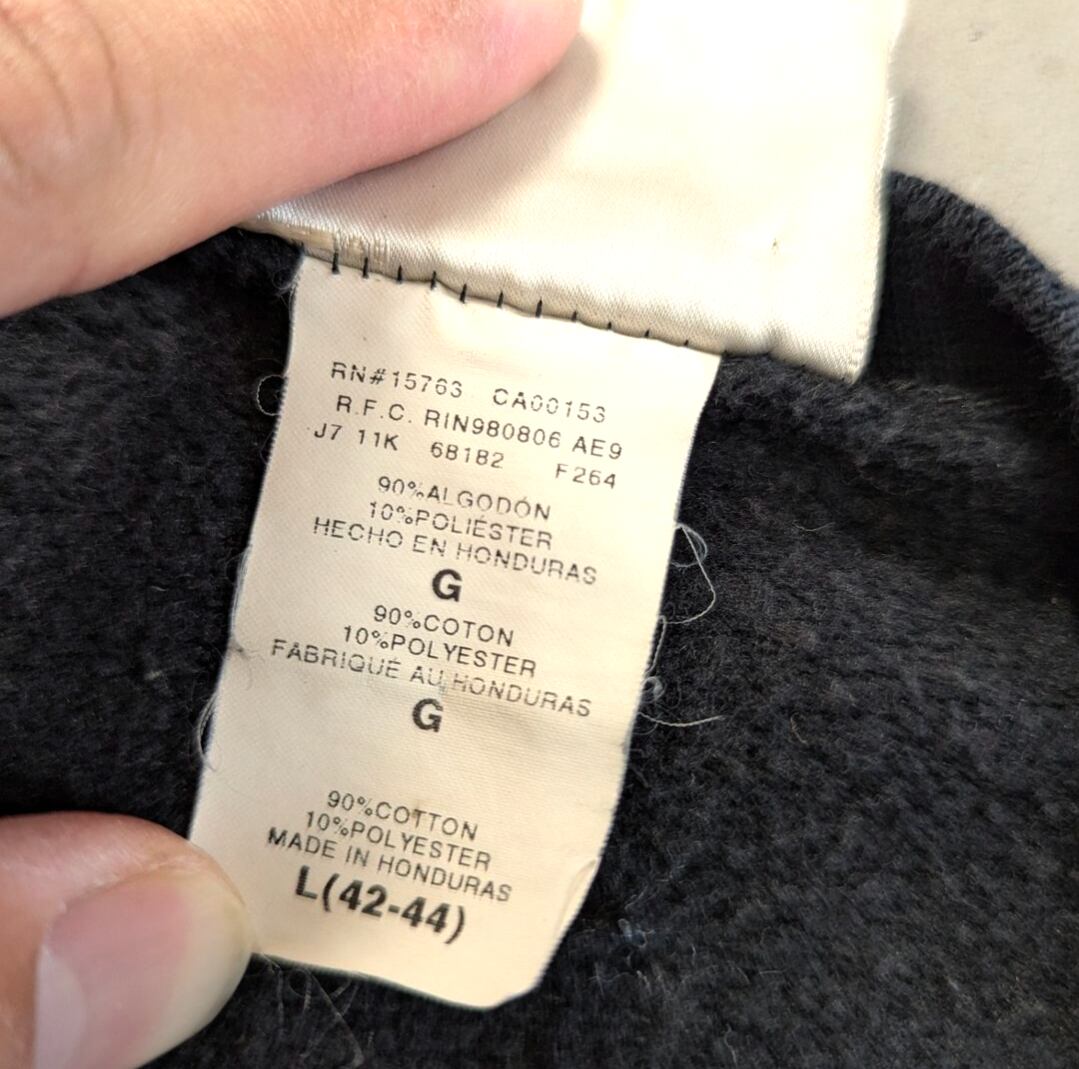 RN#15763 CA00153
R.F.C. RIN980806 AE9
J7 11K 68182 F264
90%ALGODÓN
10%POLIÉSTER
HECHO EN HONDURAS
G
90%COTON
10%POLYESTER
FABRIQUÉ AU HONDURAS
G
90%COTTON
10%POLYESTER
MADE IN HONDURAS
L(42-44)